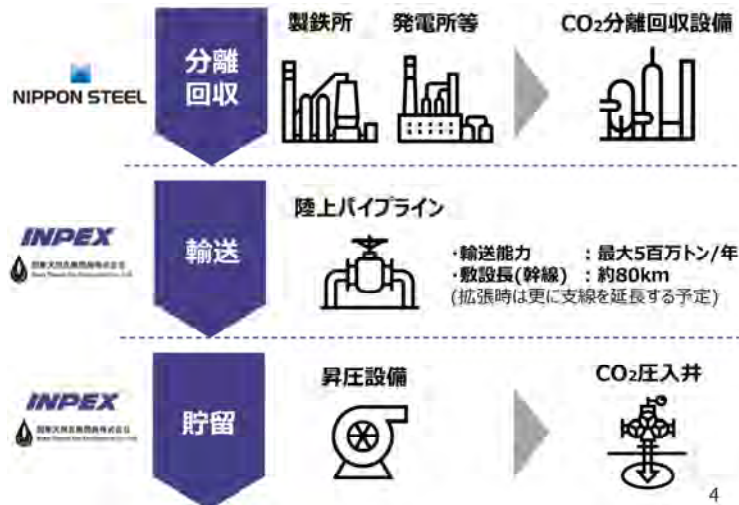 製鉄所 発電所等 CO₂分離回収設備
分離
回収
NIPPON STEEL
陸上パイプライン
INPEX
輸送
・輸送能力 : 最大5百万トン/年
・敷設長(幹線) : 約80km
(拡張時は更に支線を延長する予定)
昇圧設備 CO₂圧入井
INPEX
貯留
4